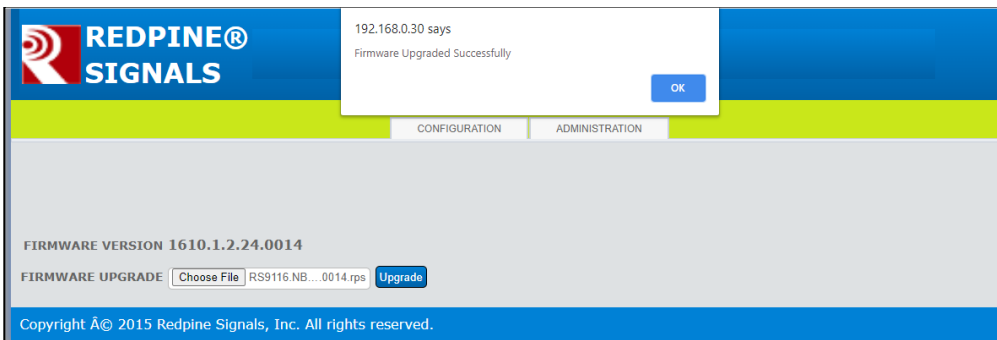 REDPINE®
SIGNALS
192.168.0.30 says
Firmware Upgraded Successfully
OK
CONFIGURATION
ADMINISTRATION
FIRMWARE VERSION 1610.1.2.24.0014
FIRMWARE UPGRADE Choose File RS9116.NB....0014.rps Upgrade
Copyright Â© 2015 Redpine Signals, Inc. All rights reserved.